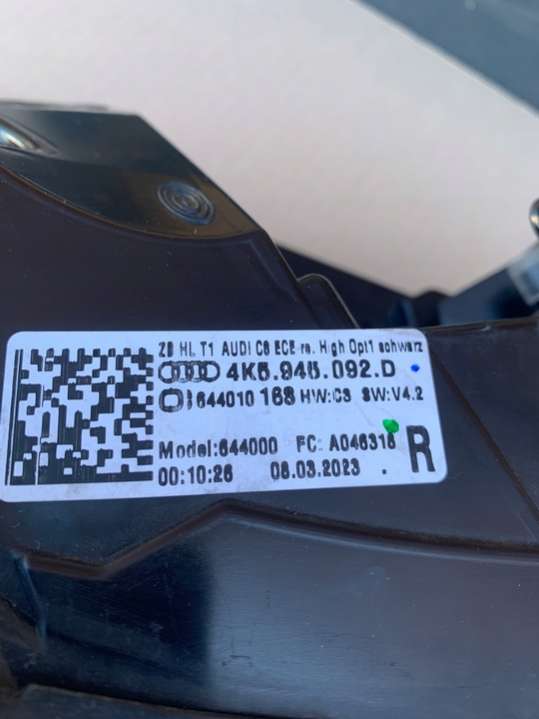 ZB HL T1 AUDI C8 ECE re. High Opt1 schwarz
4K5.945.092.D
644010 168 HW:C3 SW:V4.2
Model:644000 FC: A046318
00:10:26 08.03.2023 . R